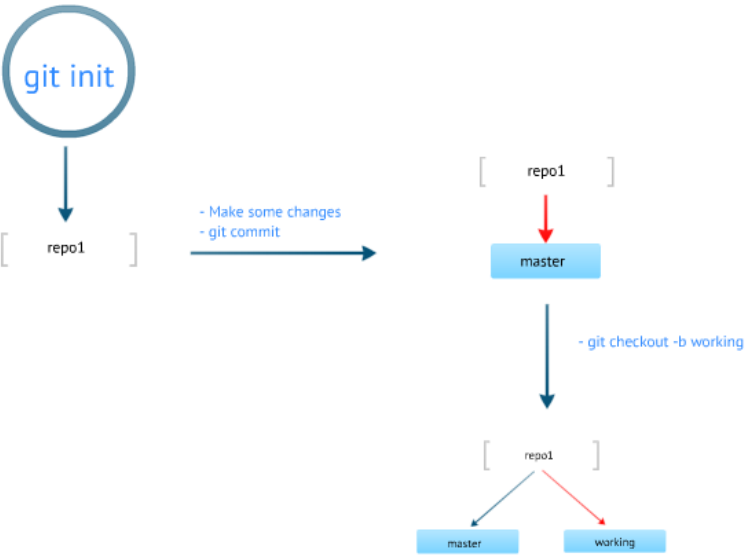 git init
repo1
- Make some changes
- git commit
repo1
master
- git checkout -b working
repo1
master
working